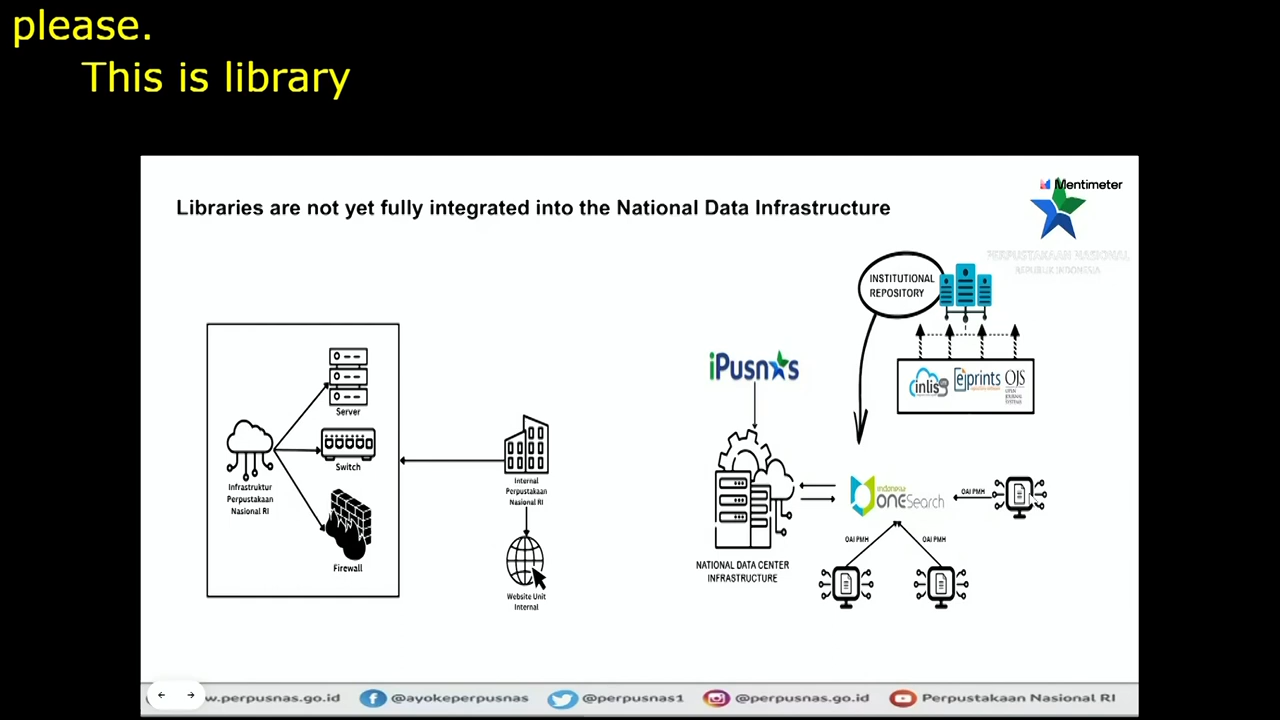 please.
This is library
Mentimeter
Libraries are not yet fully integrated into the National Data Infrastructure
PERPUSTAKAAN NASIONAL
REPUBLIK INDONESIA
INSTITUTIONAL
REPOSITORY
inlis
eprints
OJS
OPEN
JOURNAL
SYSTEMS
iPusnas
Server
Switch
Firewall
Infrastruktur
Perpustakaan
Nasional RI
Internal
Perpustakaan
Nasional RI
Website Unit
Internal
NATIONAL DATA CENTER
INFRASTRUCTURE
indonesia
ONESearch
OAI PMH
OAI PMH
OAI PMH
w.perpusnas.go.id
@ayokeperpusnas
@perpusnas1
@perpusnas.go.id
Perpustakaan Nasional RI